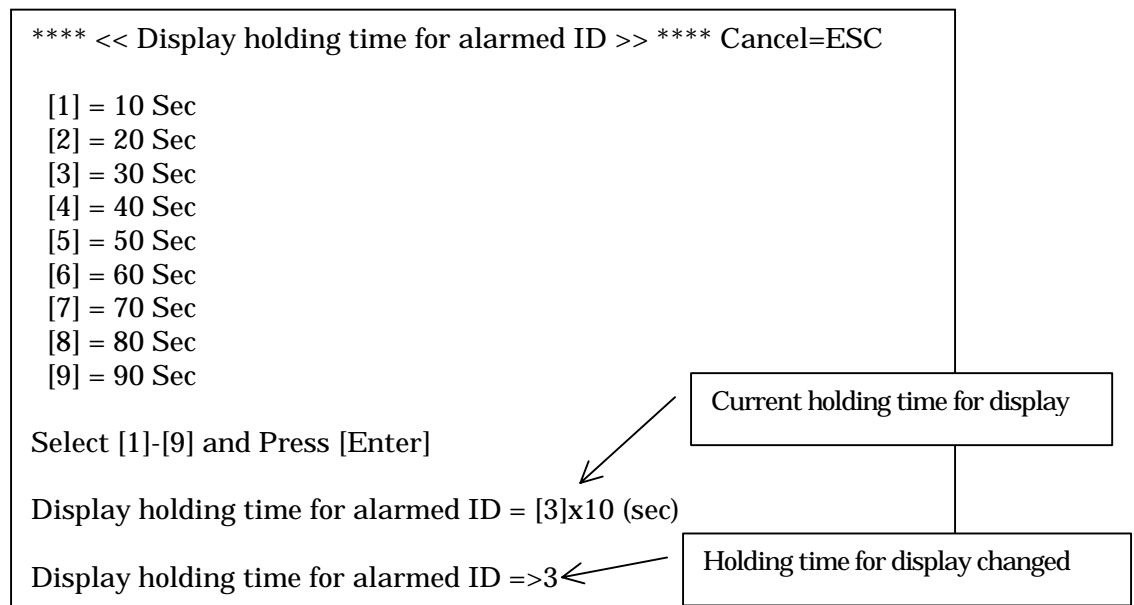 **** << Display holding time for alarmed ID >> **** Cancel=ESC
[1] = 10 Sec
[2] = 20 Sec
[3] = 30 Sec
[4] = 40 Sec
[5] = 50 Sec
[6] = 60 Sec
[7] = 70 Sec
[8] = 80 Sec
[9] = 90 Sec
Current holding time for display
Select [1]-[9] and Press [Enter]
Display holding time for alarmed ID = [3]x10 (sec)
Holding time for display changed
Display holding time for alarmed ID =>3